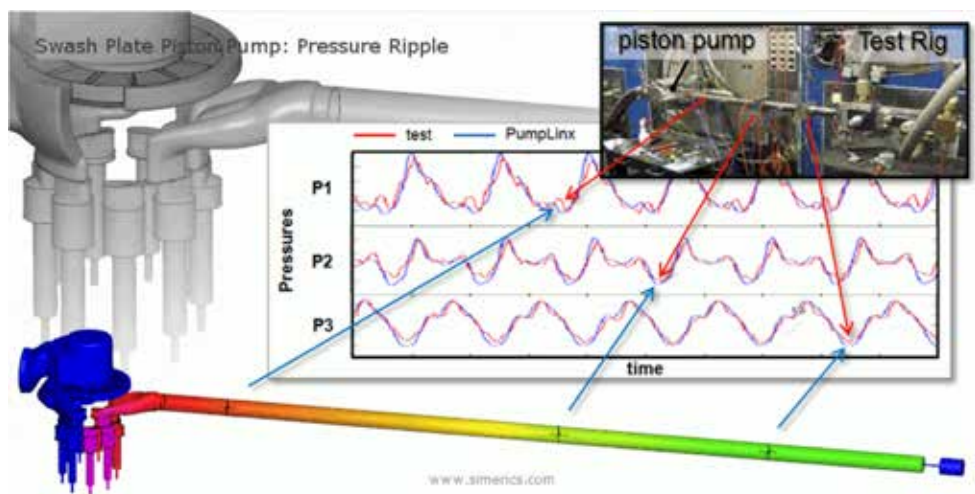 Swash Plate Piston Pump: Pressure Ripple
piston pump
Test Rig
test
PumpLinx
P1
P2
P3
Pressures
time
www.simerics.com